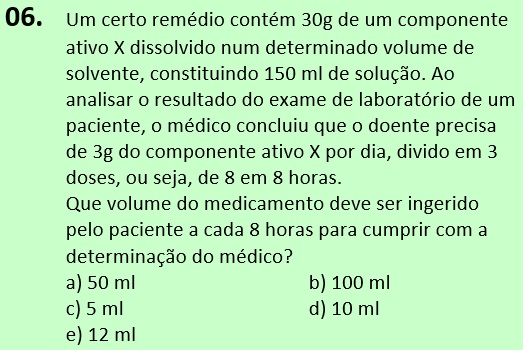 06. Um certo remédio contém 30g de um componente
ativo X dissolvido num determinado volume de
solvente, constituindo 150 ml de solução. Ao
analisar o resultado do exame de laboratório de um
paciente, o médico concluiu que o doente precisa
de 3g do componente ativo X por dia, divido em 3
doses, ou seja, de 8 em 8 horas.
Que volume do medicamento deve ser ingerido
pelo paciente a cada 8 horas para cumprir com a
determinação do médico?
a) 50 ml b) 100 ml
c) 5 ml d) 10 ml
e) 12 ml